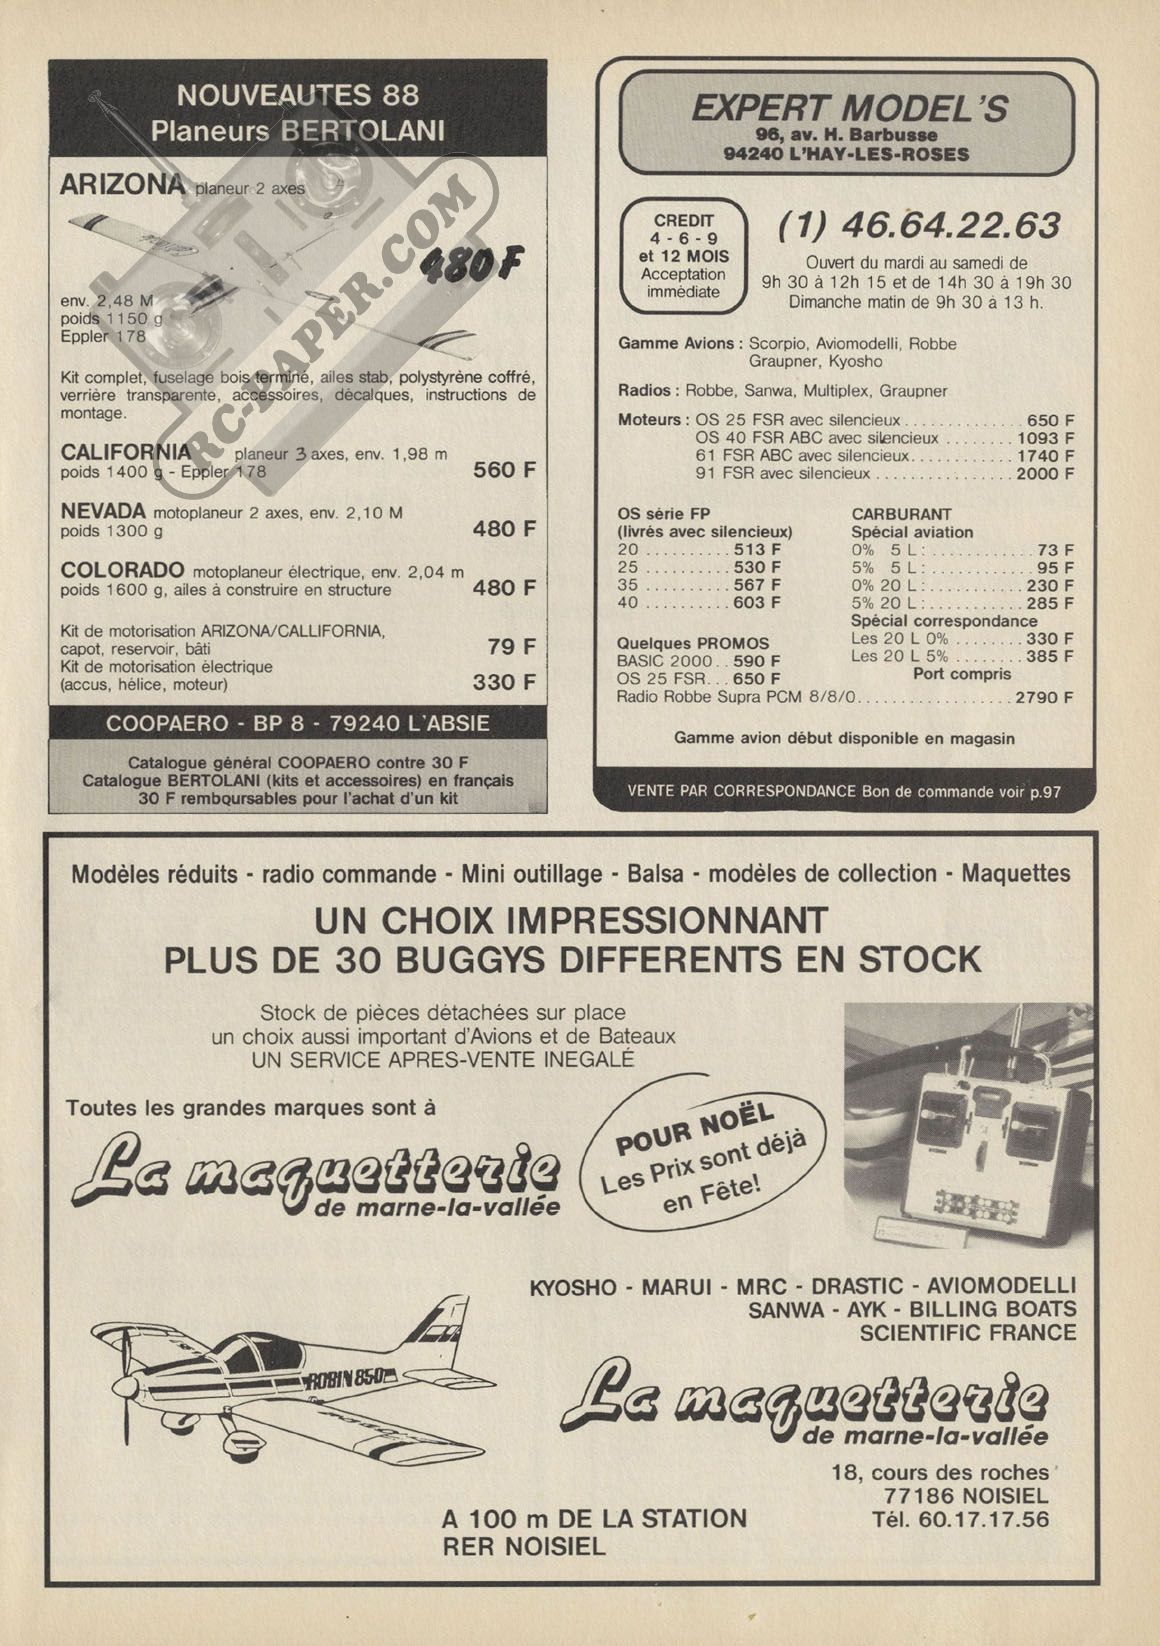 NOUVEAUTES 88
Planeurs BERTOLANI
ARIZONA planeur 2 axes
480 F
env. 2,48 M
poids 1150 g
Eppler 178
Kit complet, fuselage bois terminé, ailes stab, polystyrène coffré,
verrière transparente, accessoires, décalques, instructions de
montage.
CALIFORNIA planeur 3 axes, env. 1,98 m
poids 1400 g - Eppler 178 560 F
NEVADA motoplaneur 2 axes, env. 2,10 M
poids 1300 g 480 F
COLORADO motoplaneur électrique, env. 2,04 m
poids 1600 g, ailes à construire en structure 480 F
Kit de motorisation ARIZONA/CALLIFORNIA,
capot, reservoir, bâti 79 F
Kit de motorisation électrique
(accus, hélice, moteur) 330 F
COOPAERO - BP 8 - 79240 L'ABSIE
Catalogue général COOPAERO contre 30 F
Catalogue BERTOLANI (kits et accessoires) en français
30 F remboursables pour l'achat d'un kit
RC-PAPER.COM
EXPERT MODEL'S
96, av. H. Barbusse
94240 L'HAY-LES-ROSES
CREDIT
4 - 6 - 9
et 12 MOIS
Acceptation
immédiate
(1) 46.64.22.63
Ouvert du mardi au samedi de
9h 30 à 12h 15 et de 14h 30 à 19h 30
Dimanche matin de 9h 30 à 13 h.
Gamme Avions : Scorpio, Aviomodelli, Robbe
Graupner, Kyosho
Radios : Robbe, Sanwa, Multiplex, Graupner
Moteurs : OS 25 FSR avec silencieux.............. 650 F
OS 40 FSR ABC avec silencieux ........ 1093 F
61 FSR ABC avec silencieux............ 1740 F
91 FSR avec silencieux ................ 2000 F
OS série FP
(livrés avec silencieux)
20 .......... 513 F
25 .......... 530 F
35 .......... 567 F
40 .......... 603 F
Quelques PROMOS
BASIC 2000.. 590 F
OS 25 FSR... 650 F
CARBURANT
Spécial aviation
0% 5 L: ............ 73 F
5% 5 L: ............ 95 F
0% 20 L: ........... 230 F
5% 20 L: ........... 285 F
Spécial correspondance
Les 20 L 0% ........ 330 F
Les 20 L 5% ........ 385 F
Port compris
Radio Robbe Supra PCM 8/8/0.................. 2790 F
Gamme avion début disponible en magasin
VENTE PAR CORRESPONDANCE Bon de commande voir p.97
Modèles réduits - radio commande - Mini outillage - Balsa - modèles de collection - Maquettes
UN CHOIX IMPRESSIONNANT
PLUS DE 30 BUGGYS DIFFERENTS EN STOCK
Stock de pièces détachées sur place
un choix aussi important d'Avions et de Bateaux
UN SERVICE APRES-VENTE INEGALÉ
Toutes les grandes marques sont à
La maquetterie
de marne-la-vallée
POUR NOËL
Les Prix sont déjà
en Fête!
KYOSHO - MARUI - MRC - DRASTIC - AVIOMODELLI
SANWA - AYK - BILLING BOATS
SCIENTIFIC FRANCE
ROBIN 850
La maquetterie
de marne-la-vallée
18, cours des roches
77186 NOISIEL
Tél. 60.17.17.56
A 100 m DE LA STATION
RER NOISIEL